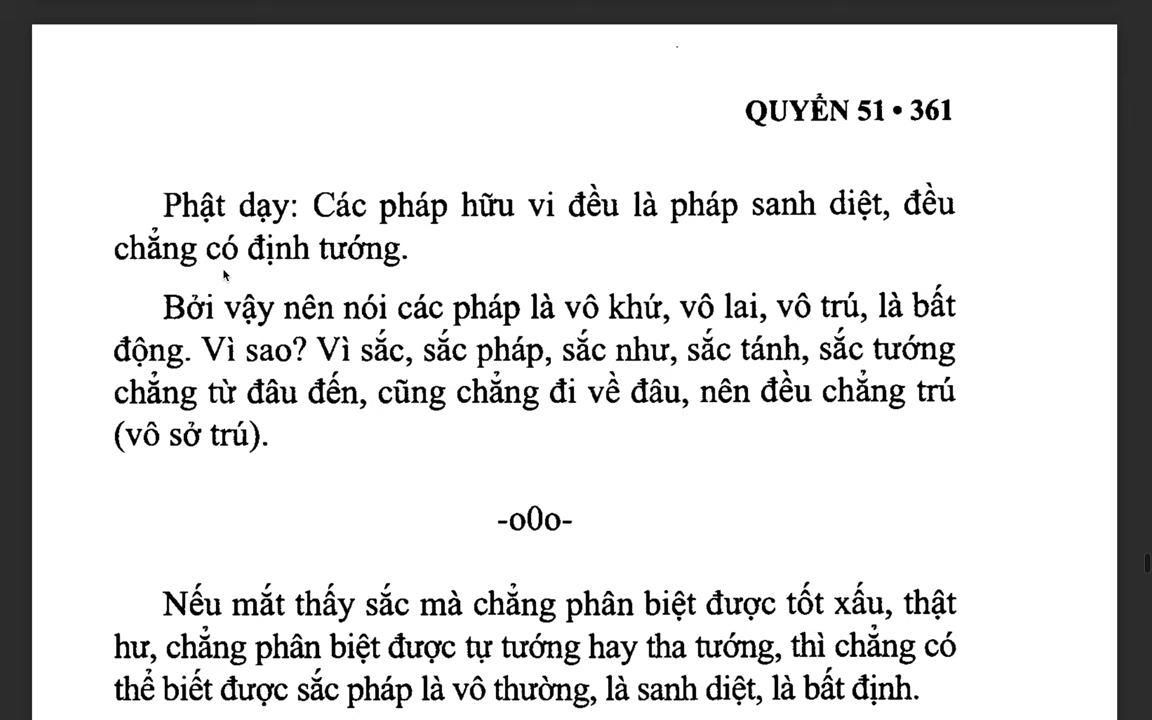 QUYỂN 51 • 361
Phật dạy: Các pháp hữu vi đều là pháp sanh diệt, đều
chẳng có định tướng.
Bởi vậy nên nói các pháp là vô khứ, vô lai, vô trú, là bất
động. Vì sao? Vì sắc, sắc pháp, sắc như, sắc tánh, sắc tướng
chẳng từ đâu đến, cũng chẳng đi về đâu, nên đều chẳng trú
(vô sở trú).
-o0o-
Nếu mắt thấy sắc mà chẳng phân biệt được tốt xấu, thật
hư, chẳng phân biệt được tự tướng hay tha tướng, thì chẳng có
thể biết được sắc pháp là vô thường, là sanh diệt, là bất định.